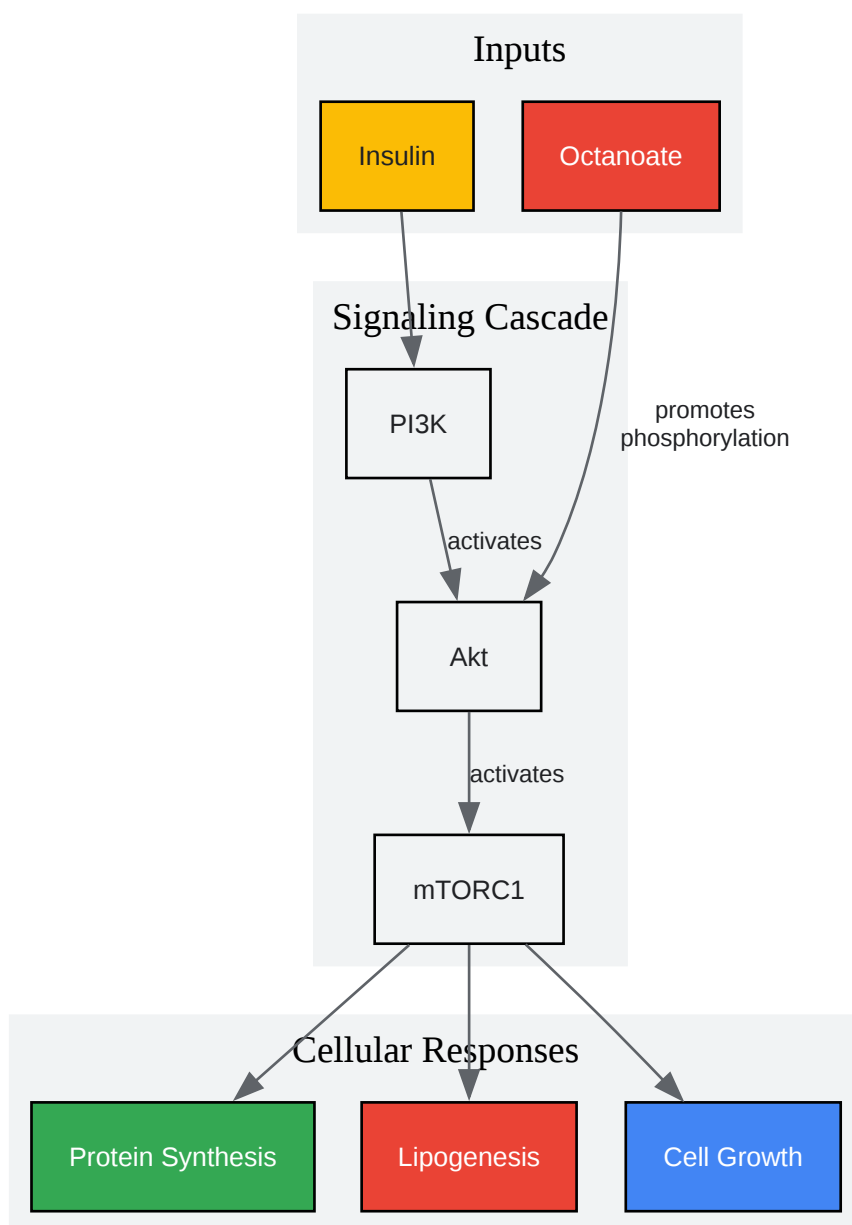 Inputs
Insulin
Octanoate
Signaling Cascade
PI3K
promotes
phosphorylation
activates
Akt
activates
mTORC1
Cellular Responses
Protein Synthesis
Lipogenesis
Cell Growth